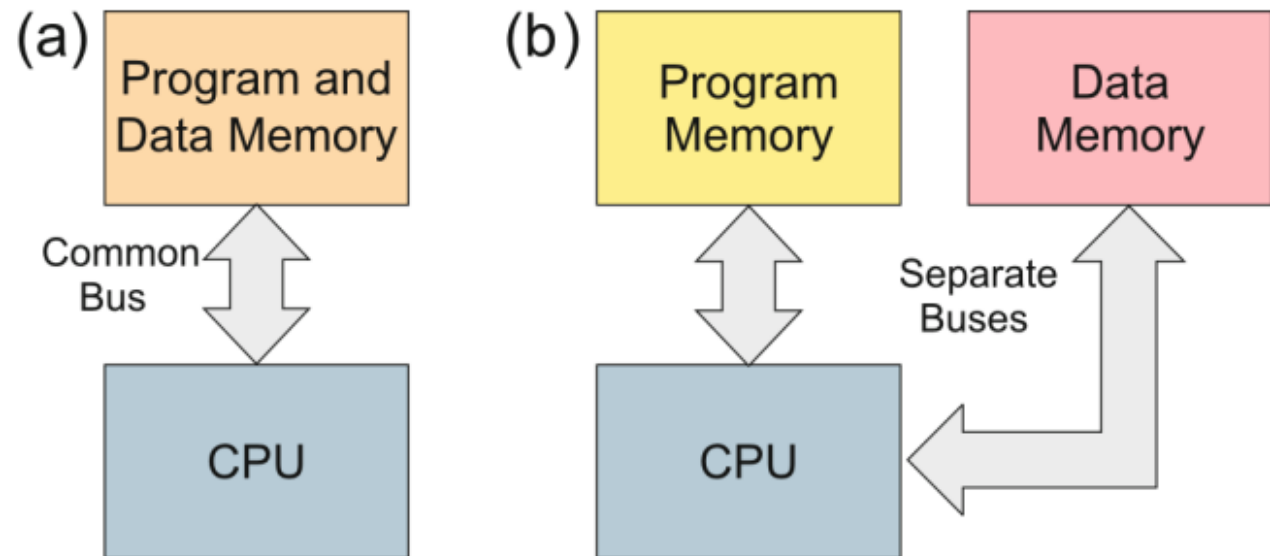 (a)
Program and
Data Memory
Common
Bus
CPU
(b)
Program
Memory
Data
Memory
Separate
Buses
CPU